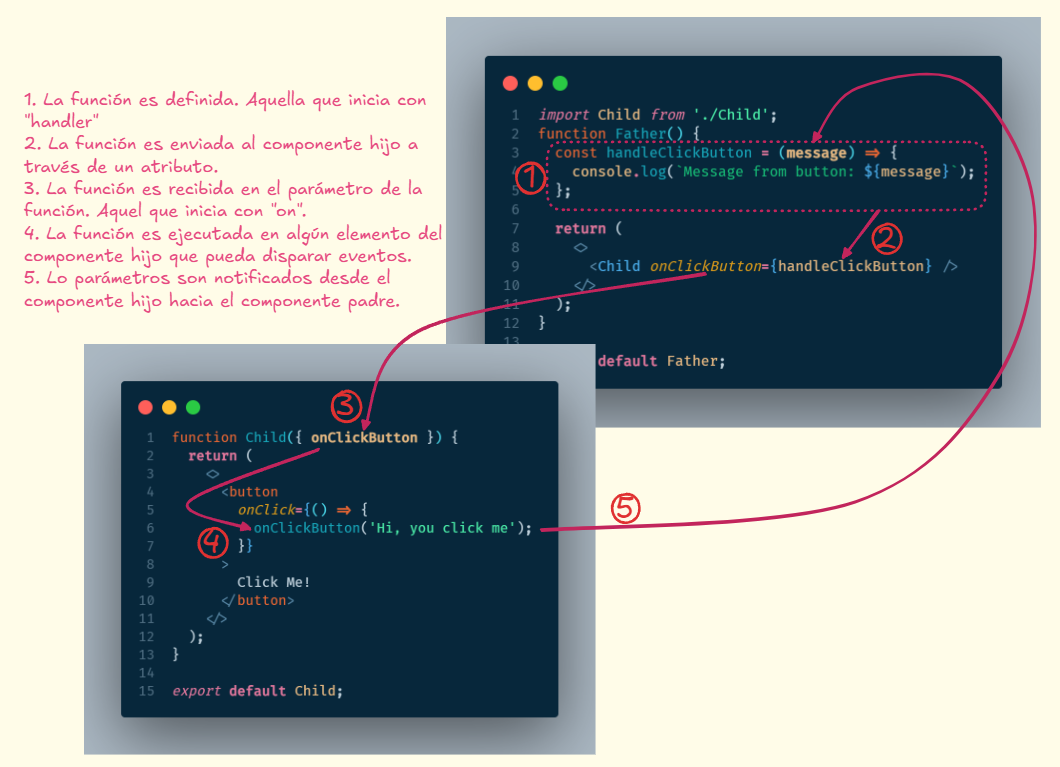 1. La función es definida. Aquella que inicia con
"handler"
2. La función es enviada al componente hijo a
través de un atributo.
3. La función es recibida en el parámetro de la
función. Aquel que inicia con "on".
4. La función es ejecutada en algún elemento del
componente hijo que pueda disparar eventos.
5. Lo parámetros son notificados desde el
componente hijo hacia el componente padre.
1 import Child from './Child';
2 function Father() {
3 const handleClickButton = (message) => {
console.log(`Message from button: ${message}`);
5 };
6
7 return (
8 <>
9 <Child onClickButton={handleClickButton} />
10 </>
11 );
12 }
13
default Father;
1
2
3
4
5
1 function Child({ onClickButton }) {
2 return (
3 <>
4 <button
5 onClick={() => {
6 onClickButton('Hi, you click me');
7 }}
8 >
9 Click Me!
10 </button>
11 </>
12 );
13 }
14
15 export default Child;